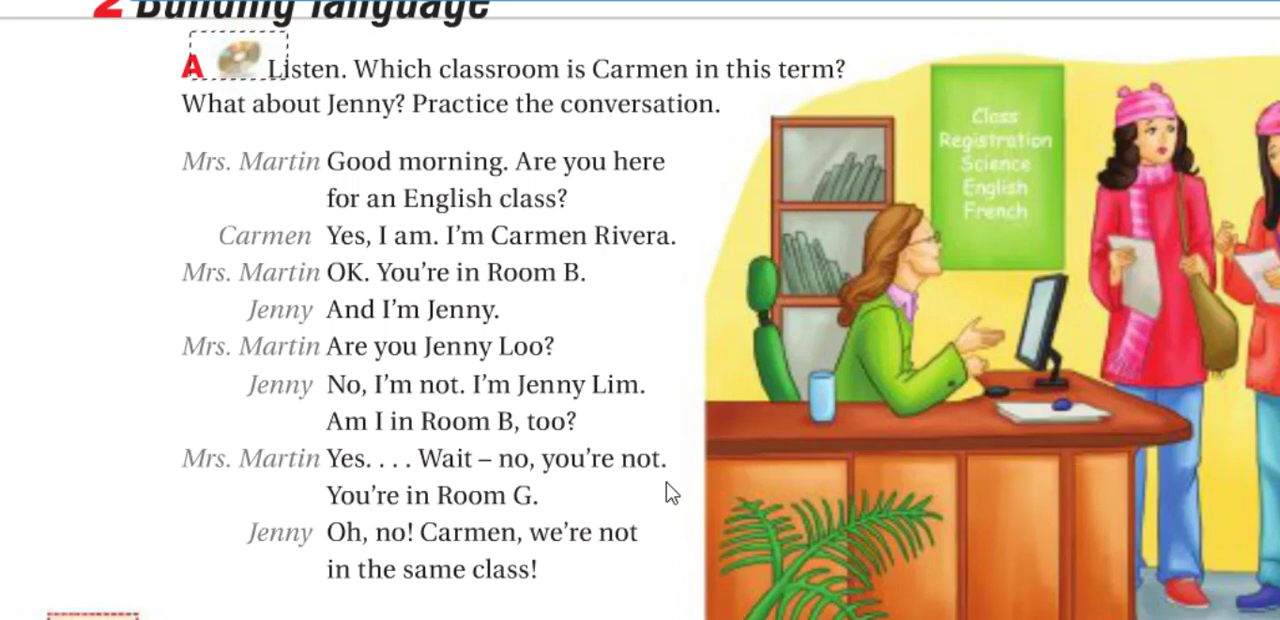 2 Building language
A Listen. Which classroom is Carmen in this term?
What about Jenny? Practice the conversation.
Mrs. Martin Good morning. Are you here
for an English class?
Carmen Yes, I am. I'm Carmen Rivera.
Mrs. Martin OK. You're in Room B.
Jenny And I'm Jenny.
Mrs. Martin Are you Jenny Loo?
Jenny No, I'm not. I'm Jenny Lim.
Am I in Room B, too?
Mrs. Martin Yes. . . . Wait – no, you're not.
You're in Room G.
Jenny Oh, no! Carmen, we're not
in the same class!
Class
Registration
Science
English
French